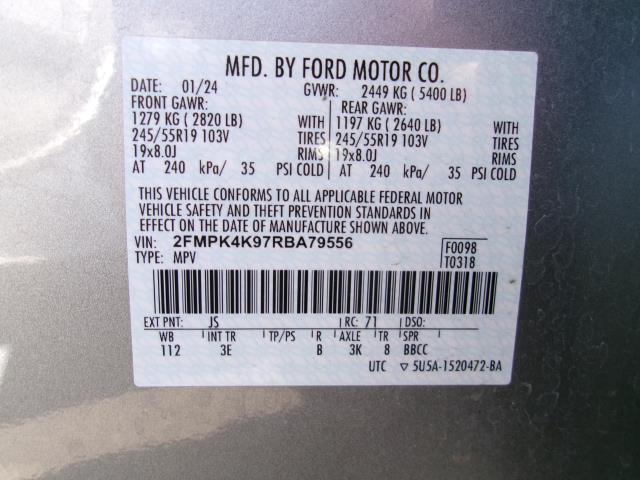 MFD. BY FORD MOTOR CO.
DATE: 01/24 GVWR: 2449 KG ( 5400 LB)
FRONT GAWR: REAR GAWR:
1279 KG ( 2820 LB) WITH 1197 KG ( 2640 LB) WITH
245/55R19 103V TIRES 245/55R19 103V TIRES
19x8.0J RIMS 19x8.0J RIMS
AT 240 kPa/ 35 PSI COLD AT 240 kPa/ 35 PSI COLD
THIS VEHICLE CONFORMS TO ALL APPLICABLE FEDERAL MOTOR
VEHICLE SAFETY AND THEFT PREVENTION STANDARDS IN
EFFECT ON THE DATE OF MANUFACTURE SHOWN ABOVE.
VIN: 2FMPK4K97RBA79556 F0098
TYPE: MPV T0318
EXT PNT: JS RC: 71 DSO:
WB INT TR TP/PS R AXLE TR SPR
112 3E B 3K 8 BBCC
UTC ▽ 5U5A-1520472-BA